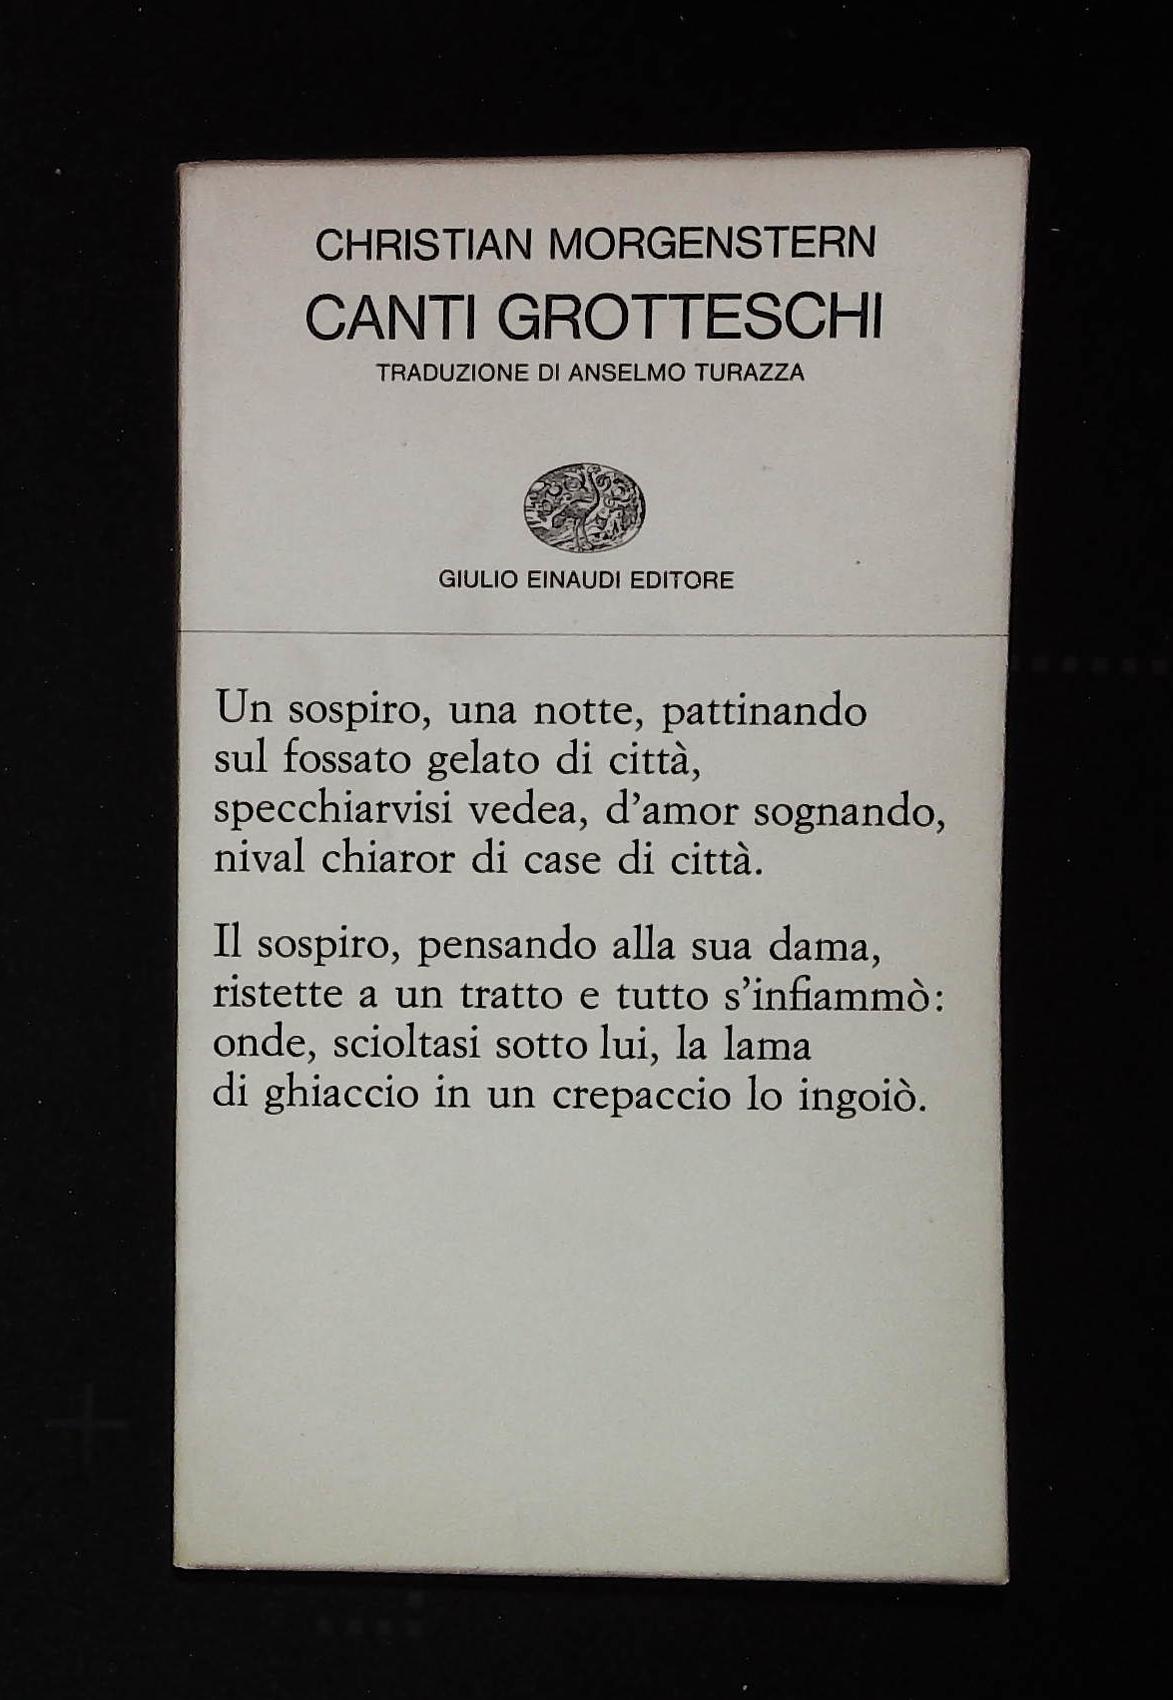 CHRISTIAN MORGENSTERN
CANTI GROTTESCHI
TRADUZIONE DI ANSELMO TURAZZA
GIULIO EINAUDI EDITORE
Un sospiro, una notte, pattinando
sul fossato gelato di città,
specchiarvisi vedea, d’amor sognando,
nival chiaror di case di città.
Il sospiro, pensando alla sua dama,
ristette a un tratto e tutto s’infiammò:
onde, scioltasi sotto lui, la lama
di ghiaccio in un crepaccio lo ingoiò.